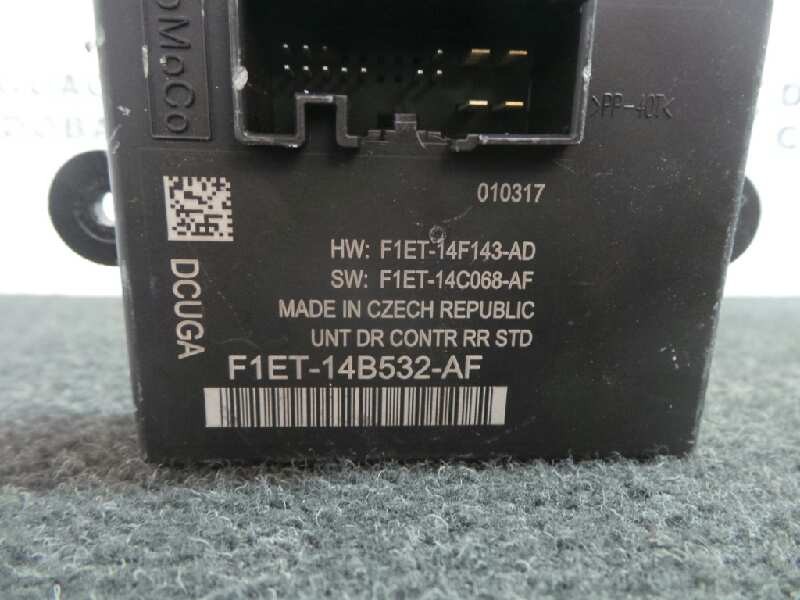 oMoCo
>PP-40T<
010317
DCUGA
HW: F1ET-14F143-AD
SW: F1ET-14C068-AF
MADE IN CZECH REPUBLIC
UNT DR CONTR RR STD
F1ET-14B532-AF